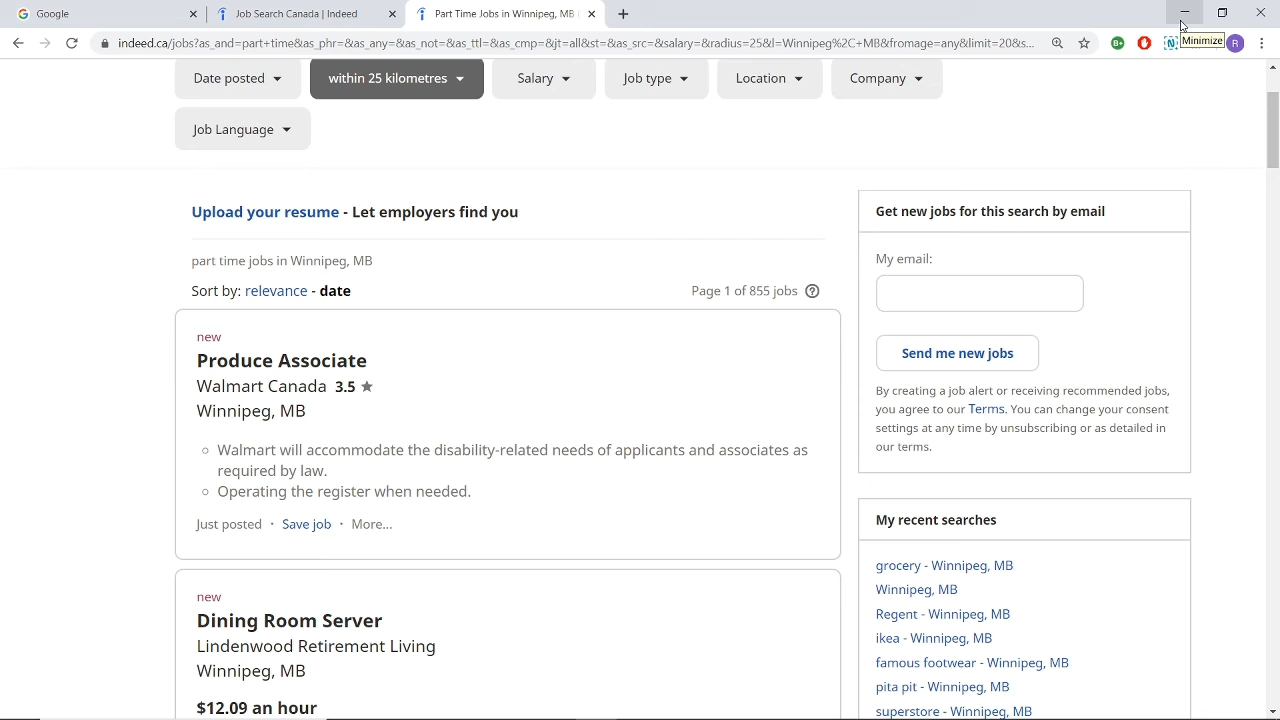 Google
Job Search Canada | Indeed
Part Time Jobs in Winnipeg, MB
Minimize
indeed.ca/jobs?as_and=part+time&as_phr=&as_any=&as_not=&as_ttl=&as_cmp=&jt=all&st=&as_src=&salary=&radius=25&l=Winnipeg%2C+MB&fromage=any&limit=20&s...
Date posted
within 25 kilometres
Salary
Job type
Location
Company
Job Language
Upload your resume - Let employers find you
part time jobs in Winnipeg, MB
Sort by: relevance - date
Page 1 of 855 jobs
new
Produce Associate
Walmart Canada 3.5
Winnipeg, MB
Walmart will accommodate the disability-related needs of applicants and associates as
required by law.
Operating the register when needed.
Just posted · Save job · More...
new
Dining Room Server
Lindenwood Retirement Living
Winnipeg, MB
$12.09 an hour
Get new jobs for this search by email
My email:
Send me new jobs
By creating a job alert or receiving recommended jobs,
you agree to our Terms. You can change your consent
settings at any time by unsubscribing or as detailed in
our terms.
My recent searches
grocery - Winnipeg, MB
Winnipeg, MB
Regent - Winnipeg, MB
ikea - Winnipeg, MB
famous footwear - Winnipeg, MB
pita pit - Winnipeg, MB
superstore - Winnipeg, MB